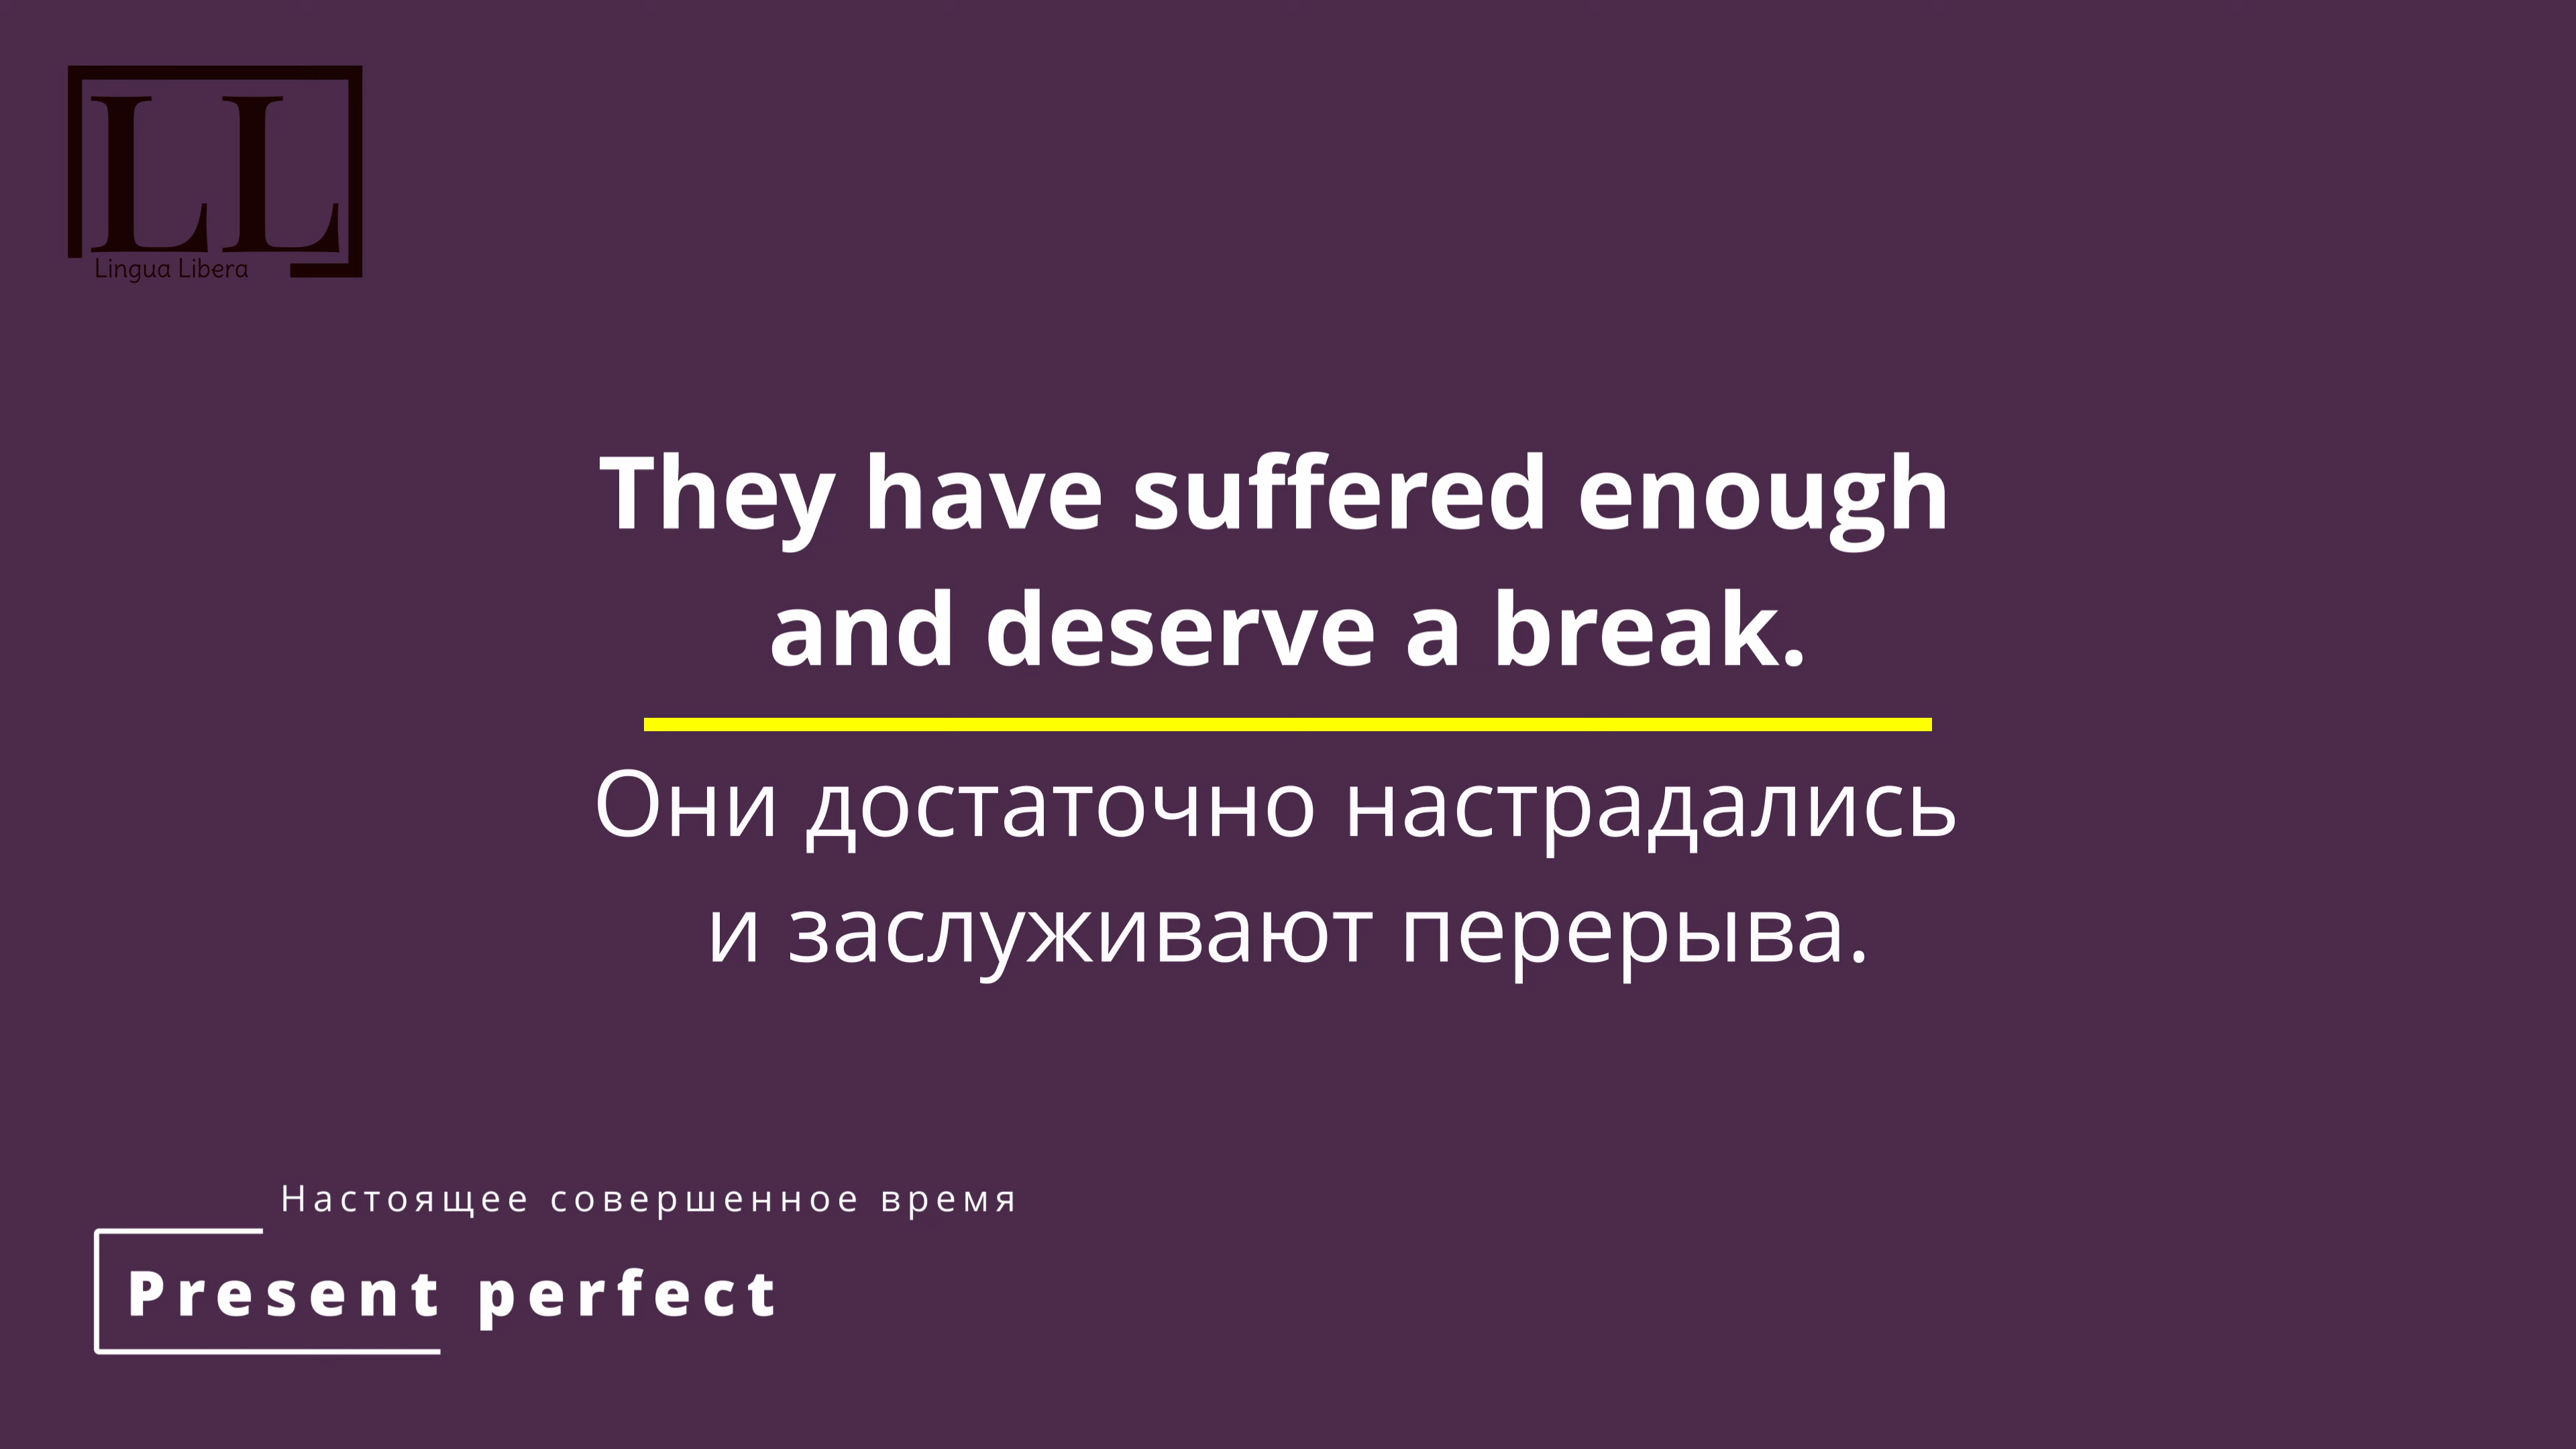 LL
Lingua Libera
They have suffered enough
and deserve a break.
Они достаточно настрадались
и заслуживают перерыва.
Настоящее совершенное время
Present perfect